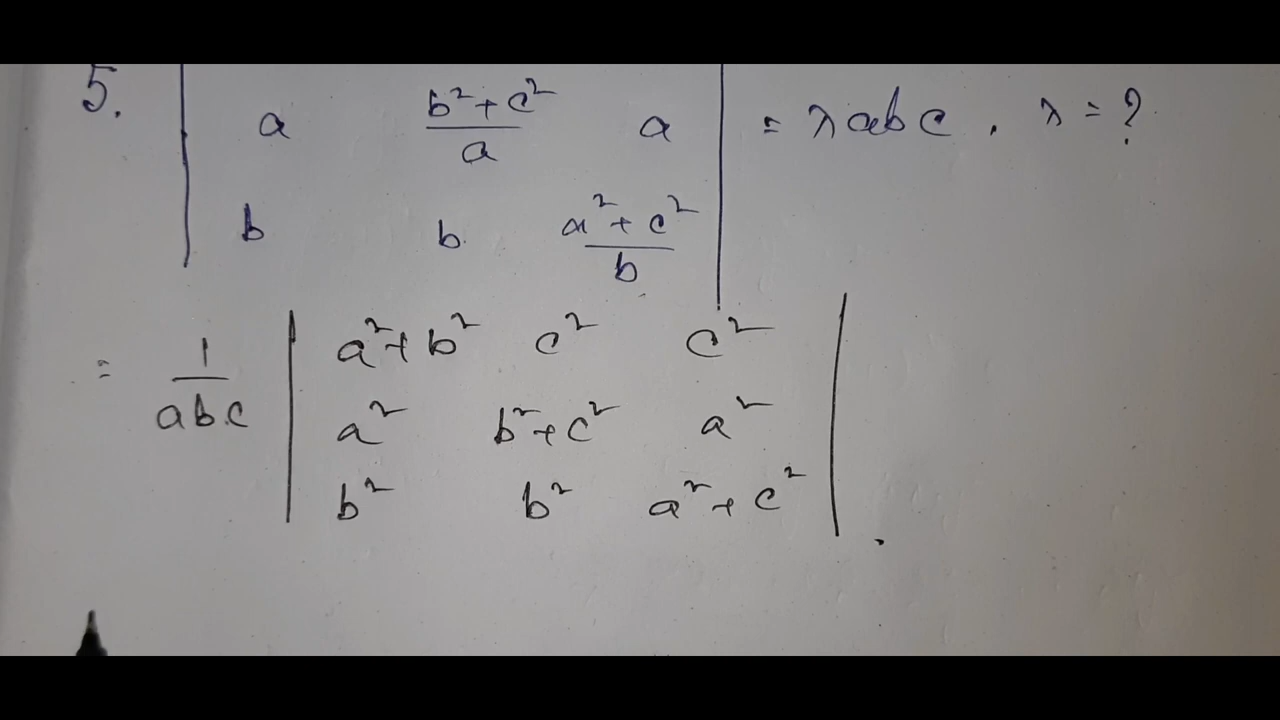 5. | a (b²+c²)/a a | = λabc. λ = ?
b b (a²+c²)/b
= 1/abc | a²+b² c² c² |
a² b²+c² a²
b² b² a²+c² .